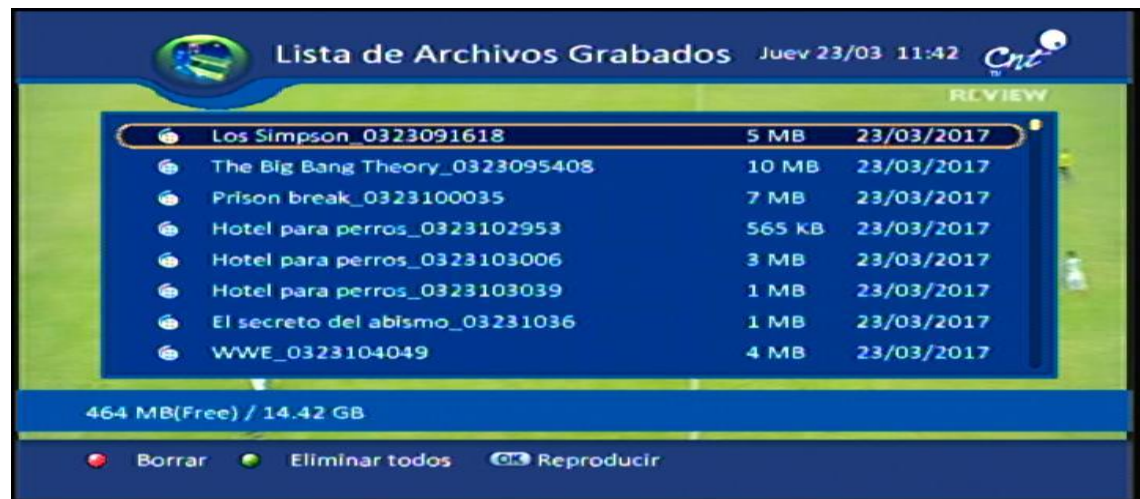 Lista de Archivos Grabados Juev 23/03 11:42 Cnt
TM
REVIEW
Los Simpson_0323091618 5 MB 23/03/2017
The Big Bang Theory_0323095408 10 MB 23/03/2017
Prison break_0323100035 7 MB 23/03/2017
Hotel para perros_0323102953 565 KB 23/03/2017
Hotel para perros_0323103006 3 MB 23/03/2017
Hotel para perros_0323103039 1 MB 23/03/2017
El secreto del abismo_03231036 1 MB 23/03/2017
WWE_0323104049 4 MB 23/03/2017
464 MB(Free) / 14.42 GB
Borrar Eliminar todos OK Reproducir